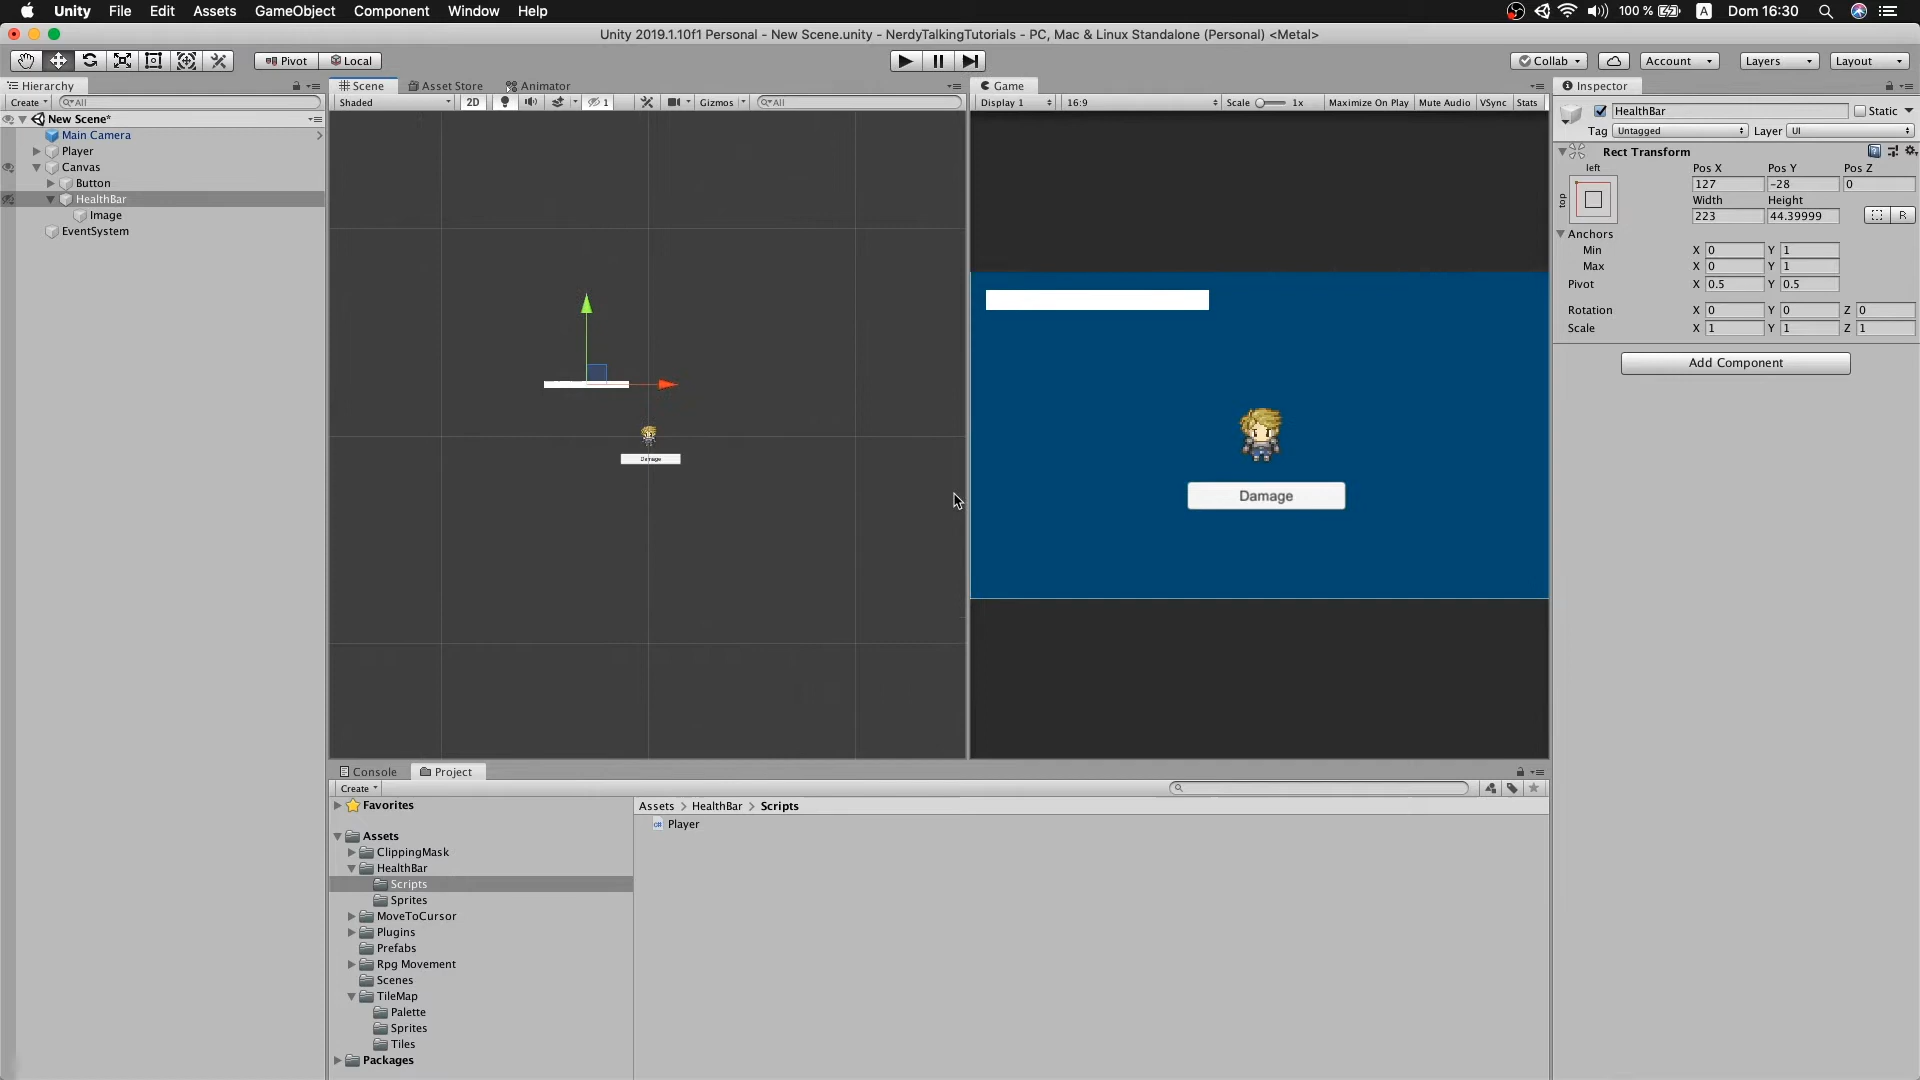 Unity File Edit Assets GameObject Component Window Help 100 % A Dom 16:30
Unity 2019.1.10f1 Personal - New Scene.unity - NerdyTalkingTutorials - PC, Mac & Linux Standalone (Personal) <Metal>
Pivot Local Collab Account Layers Layout
Hierarchy Scene Asset Store Animator Game Inspector
Create All Shaded 2D 1 Gizmos All Display 1 16:9 Scale 1x Maximize On Play Mute Audio VSync Stats
HealthBar Static
New Scene*
Tag Untagged Layer UI
Main Camera
Player
Canvas
Button
HealthBar
Image
EventSystem
Rect Transform
left Pos X Pos Y Pos Z
127 -28 0
top Width Height
223 44.39999 R
Anchors
Min X 0 Y 1
Max X 0 Y 1
Pivot X 0.5 Y 0.5
Rotation X 0 Y 0 Z 0
Scale X 1 Y 1 Z 1
Add Component
Damage
Damage
Console Project
Create
Favorites
Assets
ClippingMask
HealthBar
Scripts
Sprites
MoveToCursor
Plugins
Prefabs
Rpg Movement
Scenes
TileMap
Palette
Sprites
Tiles
Packages
Assets > HealthBar > Scripts
Player